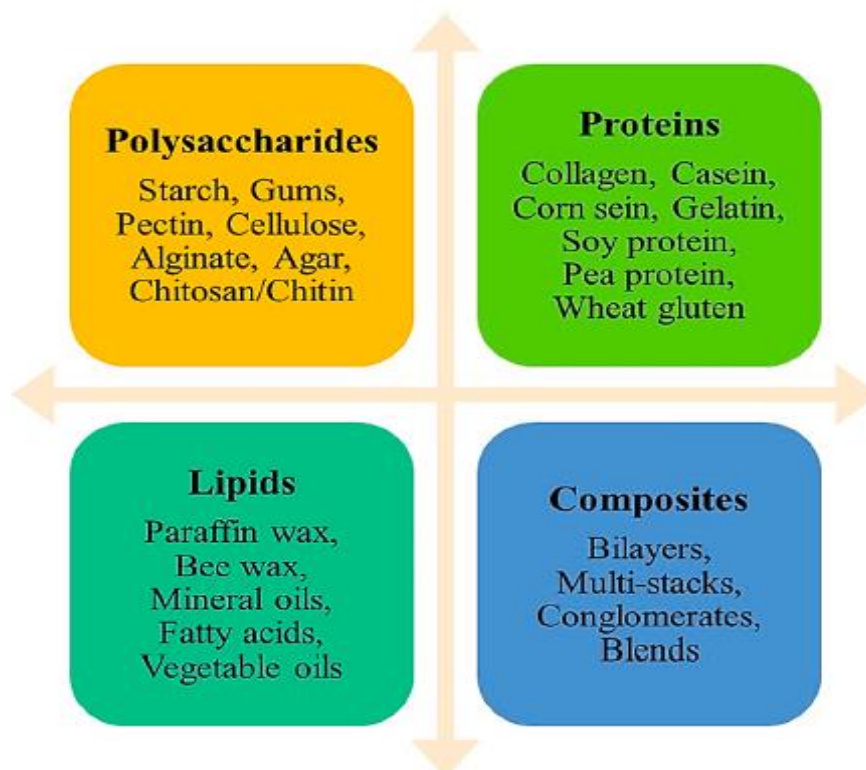 Polysaccharides
Starch, Gums,
Pectin, Cellulose,
Alginate, Agar,
Chitosan/Chitin
Proteins
Collagen, Casein,
Corn sein, Gelatin,
Soy protein,
Pea protein,
Wheat gluten
Lipids
Paraffin wax,
Bee wax,
Mineral oils,
Fatty acids,
Vegetable oils
Composites
Bilayers,
Multi-stacks,
Conglomerates,
Blends